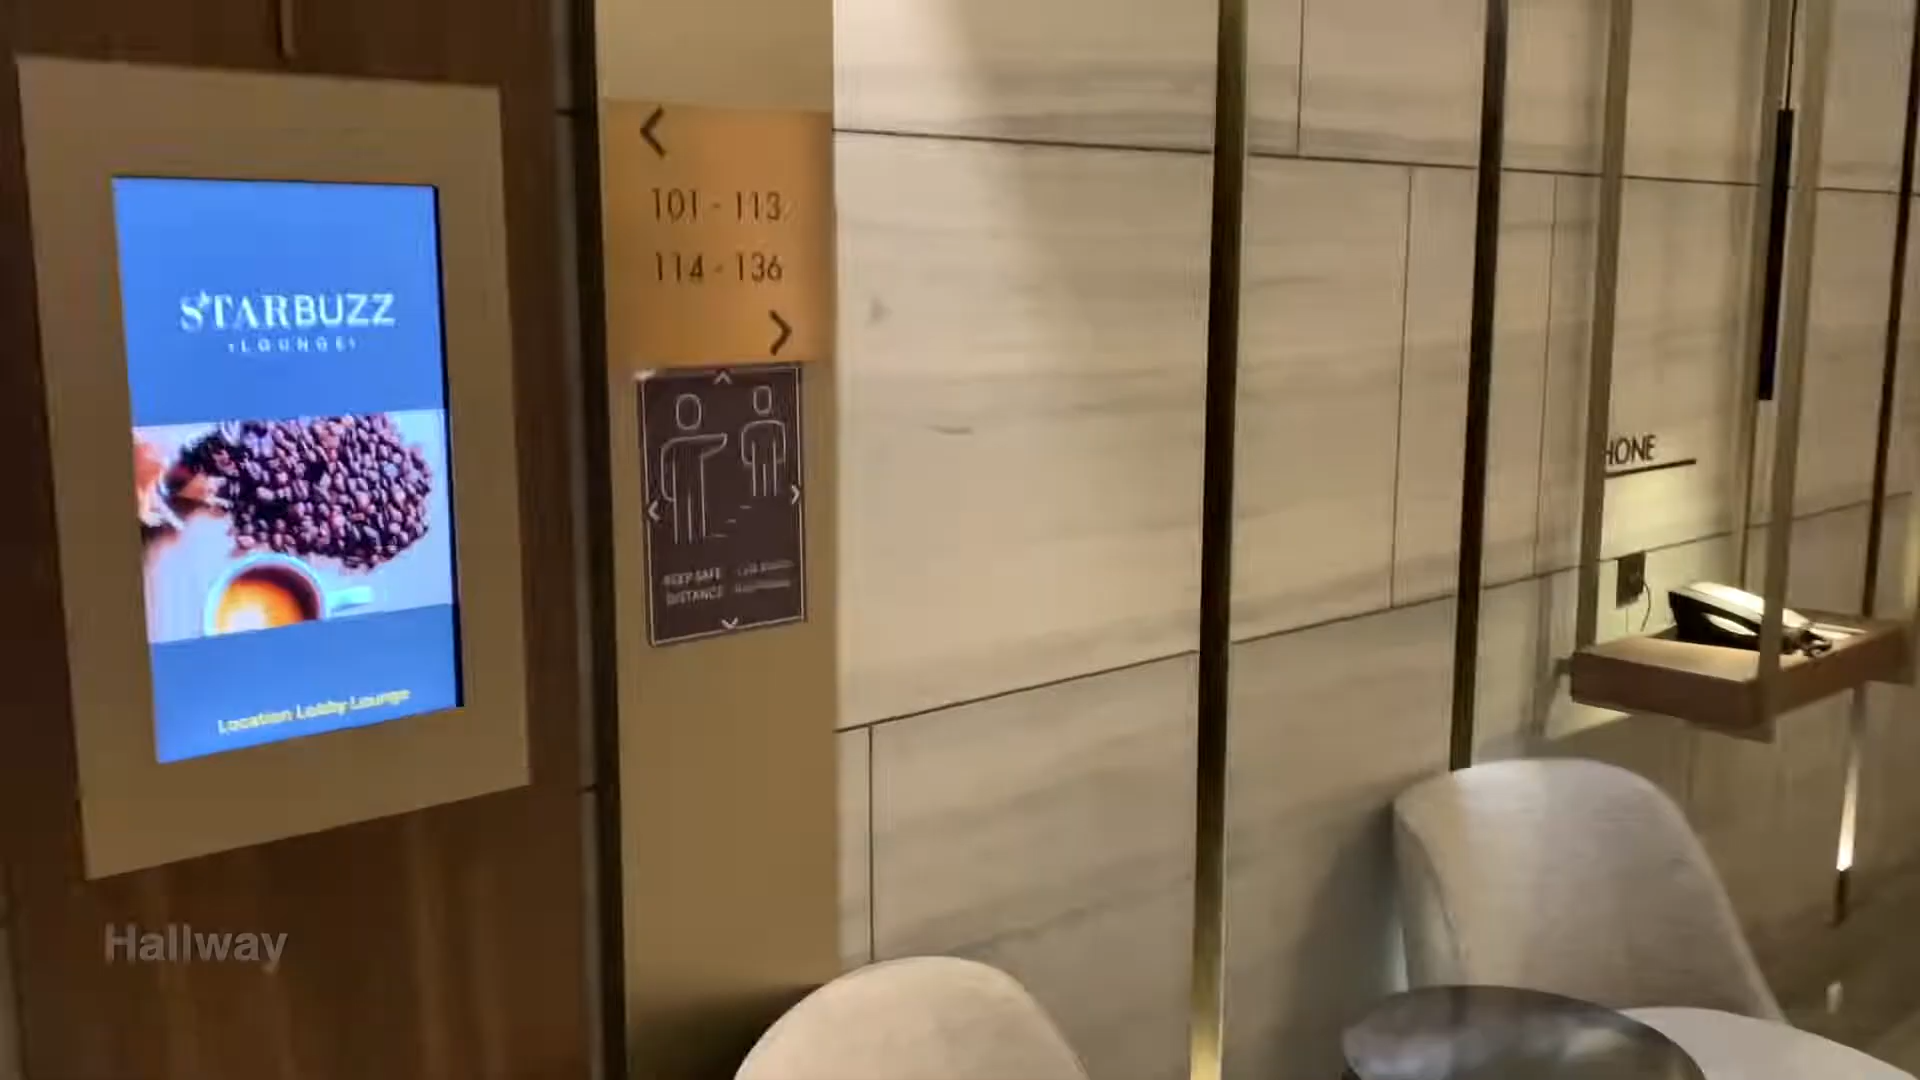 STARBUZZ
LOUNGE
Location Lobby Lounge
101 - 113
114 - 136
KEEP SAFE
DISTANCE
HONE
Hallway